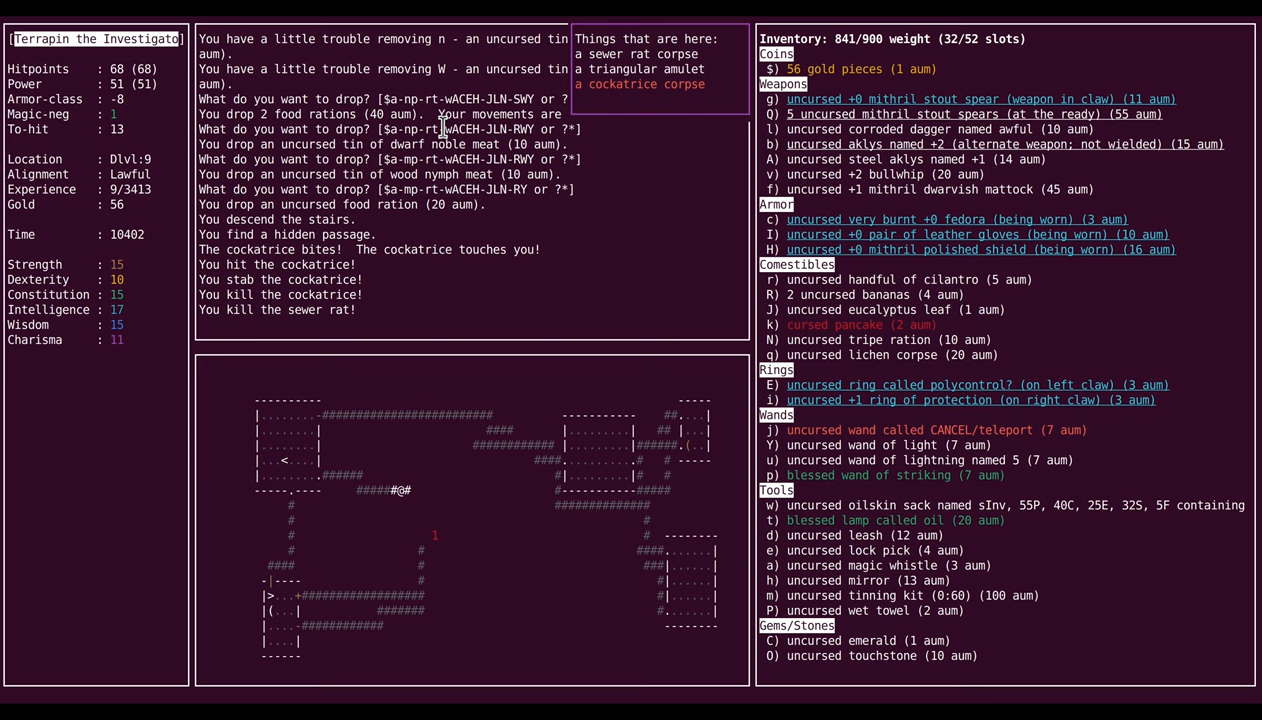 [Terrapin the Investigato]
Hitpoints : 68 (68)
Power : 51 (51)
Armor-class : -8
Magic-neg : 1
To-hit : 13
Location : Dlvl:9
Alignment : Lawful
Experience : 9/3413
Gold : 56
Time : 10402
Strength : 15
Dexterity : 10
Constitution : 15
Intelligence : 17
Wisdom : 15
Charisma : 11
You have a little trouble removing n - an uncursed tin
aum).
You have a little trouble removing W - an uncursed tin
aum).
What do you want to drop? [$a-np-rt-wACEH-JLN-SWY or ?
You drop 2 food rations (40 aum).  Your movements are
What do you want to drop? [$a-np-rt-wACEH-JLN-RWY or ?*]
You drop an uncursed tin of dwarf noble meat (10 aum).
What do you want to drop? [$a-mp-rt-wACEH-JLN-RWY or ?*]
You drop an uncursed tin of wood nymph meat (10 aum).
What do you want to drop? [$a-mp-rt-wACEH-JLN-RY or ?*]
You drop an uncursed food ration (20 aum).
You descend the stairs.
You find a hidden passage.
The cockatrice bites!  The cockatrice touches you!
You hit the cockatrice!
You stab the cockatrice!
You kill the cockatrice!
You kill the sewer rat!
Things that are here:
a sewer rat corpse
a triangular amulet
a cockatrice corpse
Inventory: 841/900 weight (32/52 slots)
Coins
$) 56 gold pieces (1 aum)
Weapons
g) uncursed +0 mithril stout spear (weapon in claw) (11 aum)
Q) 5 uncursed mithril stout spears (at the ready) (55 aum)
l) uncursed corroded dagger named awful (10 aum)
b) uncursed aklys named +2 (alternate weapon; not wielded) (15 aum)
A) uncursed steel aklys named +1 (14 aum)
v) uncursed +2 bullwhip (20 aum)
f) uncursed +1 mithril dwarvish mattock (45 aum)
Armor
c) uncursed very burnt +0 fedora (being worn) (3 aum)
I) uncursed +0 pair of leather gloves (being worn) (10 aum)
H) uncursed +0 mithril polished shield (being worn) (16 aum)
Comestibles
r) uncursed handful of cilantro (5 aum)
R) 2 uncursed bananas (4 aum)
J) uncursed eucalyptus leaf (1 aum)
k) cursed pancake (2 aum)
N) uncursed tripe ration (10 aum)
q) uncursed lichen corpse (20 aum)
Rings
E) uncursed ring called polycontrol? (on left claw) (3 aum)
i) uncursed +1 ring of protection (on right claw) (3 aum)
Wands
j) uncursed wand called CANCEL/teleport (7 aum)
Y) uncursed wand of light (7 aum)
u) uncursed wand of lightning named 5 (7 aum)
p) blessed wand of striking (7 aum)
Tools
w) uncursed oilskin sack named sInv, 55P, 40C, 25E, 32S, 5F containing
t) blessed lamp called oil (20 aum)
d) uncursed leash (12 aum)
e) uncursed lock pick (4 aum)
a) uncursed magic whistle (3 aum)
h) uncursed mirror (13 aum)
m) uncursed tinning kit (0:60) (100 aum)
P) uncursed wet towel (2 aum)
Gems/Stones
C) uncursed emerald (1 aum)
O) uncursed touchstone (10 aum)